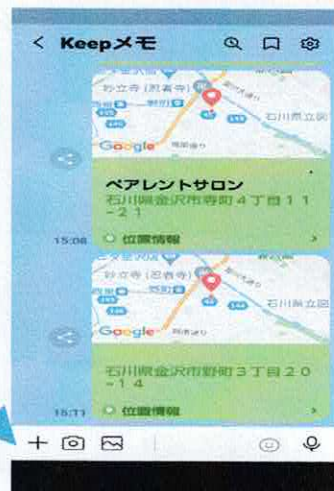 Keepメモ
妙立寺(忍者寺)
石川県立図
Google
ペアレントサロン
石川県金沢市寺町4丁目11
-21
15:08
位置情報
妙立寺(忍者寺)
野町
石川県立図
Google
石川県金沢市野町3丁目20
-14
15:11
位置情報